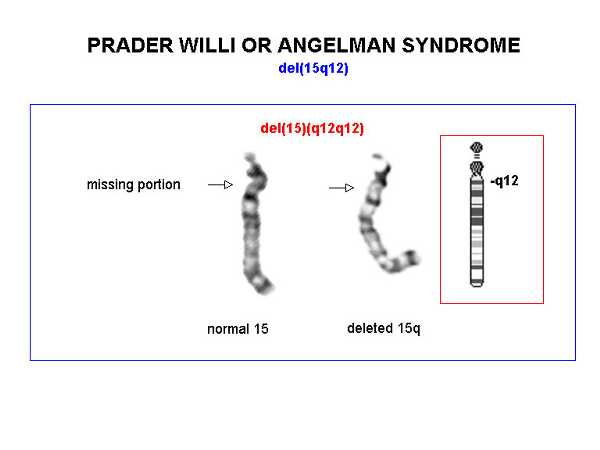 PRADER WILLI OR ANGELMAN SYNDROME
del(15q12)
del(15)(q12q12)
missing portion
-q12
normal 15
deleted 15q